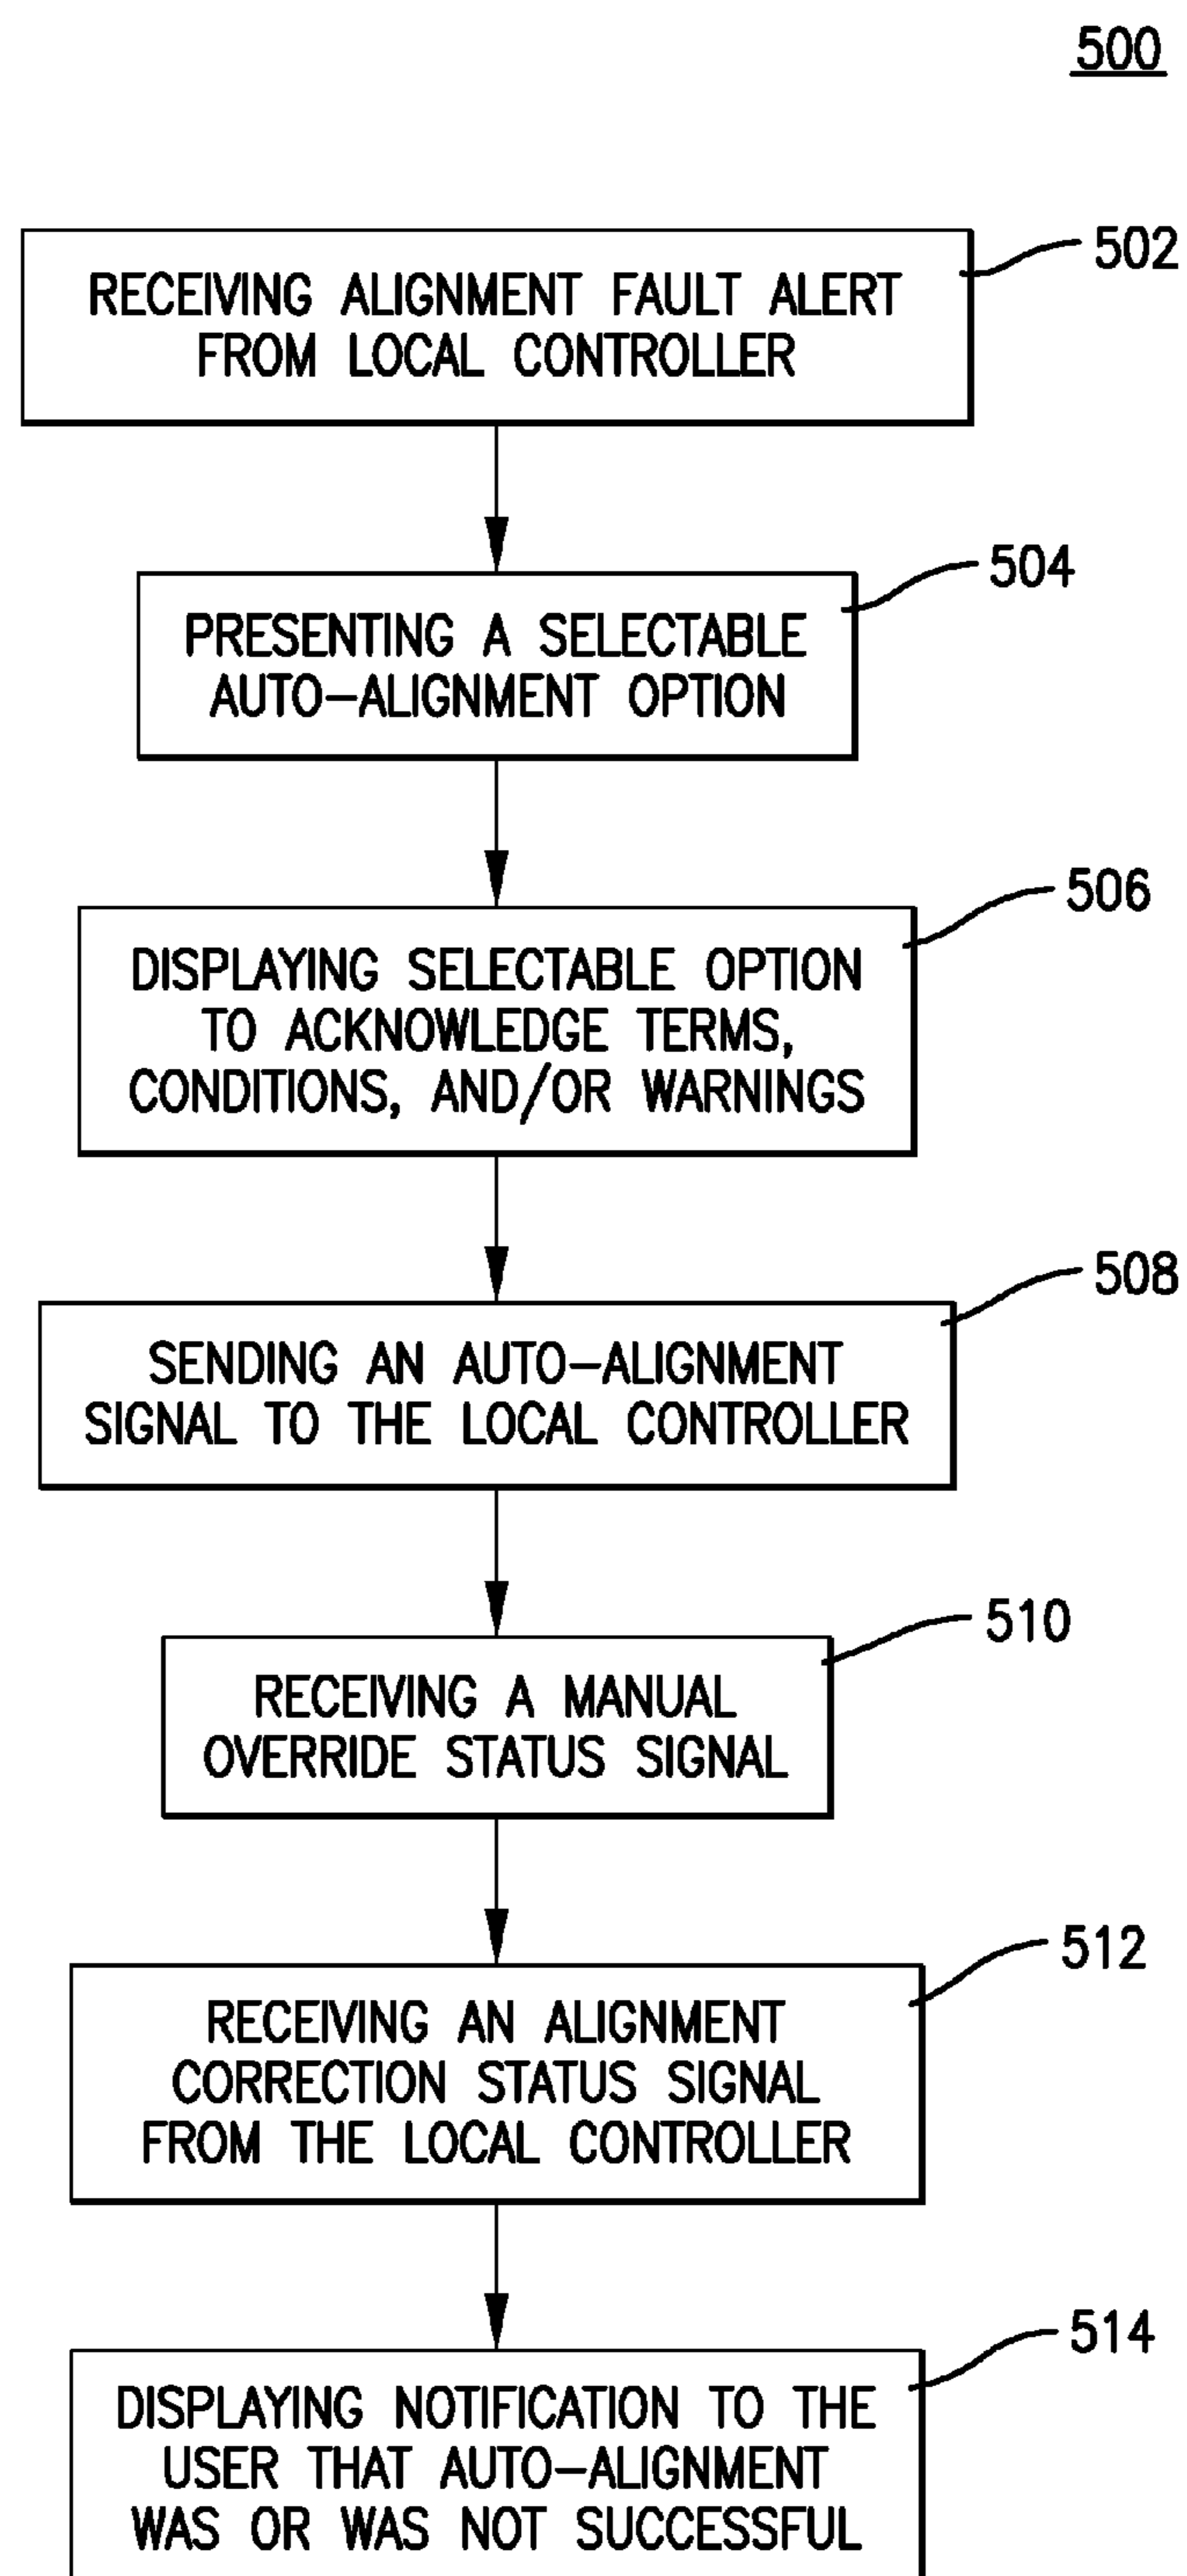 500
502
RECEIVING ALIGNMENT FAULT ALERT
FROM LOCAL CONTROLLER
504
PRESENTING A SELECTABLE
AUTO-ALIGNMENT OPTION
506
DISPLAYING SELECTABLE OPTION
TO ACKNOWLEDGE TERMS,
CONDITIONS, AND/OR WARNINGS
508
SENDING AN AUTO-ALIGNMENT
SIGNAL TO THE LOCAL CONTROLLER
510
RECEIVING A MANUAL
OVERRIDE STATUS SIGNAL
512
RECEIVING AN ALIGNMENT
CORRECTION STATUS SIGNAL
FROM THE LOCAL CONTROLLER
514
DISPLAYING NOTIFICATION TO THE
USER THAT AUTO-ALIGNMENT
WAS OR WAS NOT SUCCESSFUL